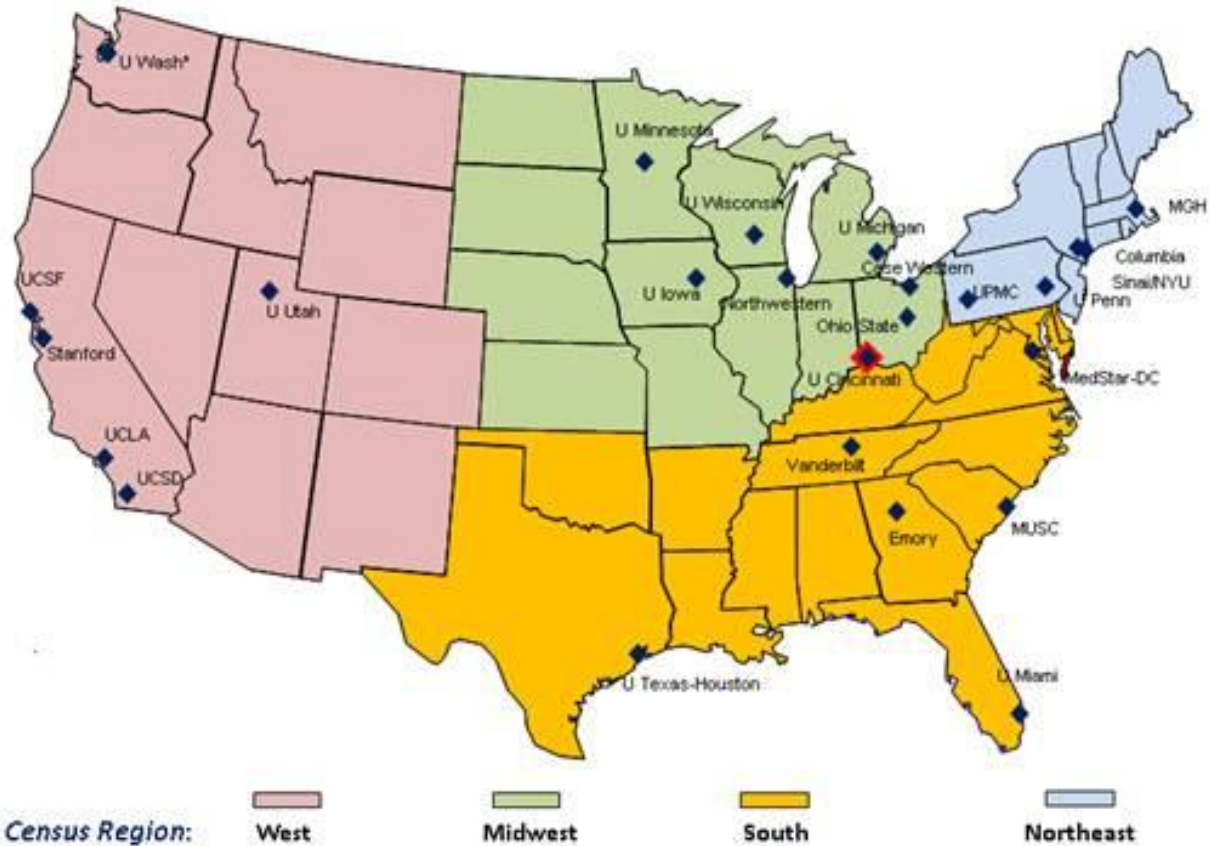 U Wash*
U Minnesota
U Wisconsin
U Michigan
MGH
Columbia
Case Western
UCSF
Sinai/NYU
U Iowa
Northwestern
UPMC
U Penn
U Utah
Ohio State
Stanford
U Cincinnati
MedStar-DC
UCLA
Vanderbilt
UCSD
MUSC
Emory
U Miami
U Texas-Houston
Census Region: West Midwest South Northeast